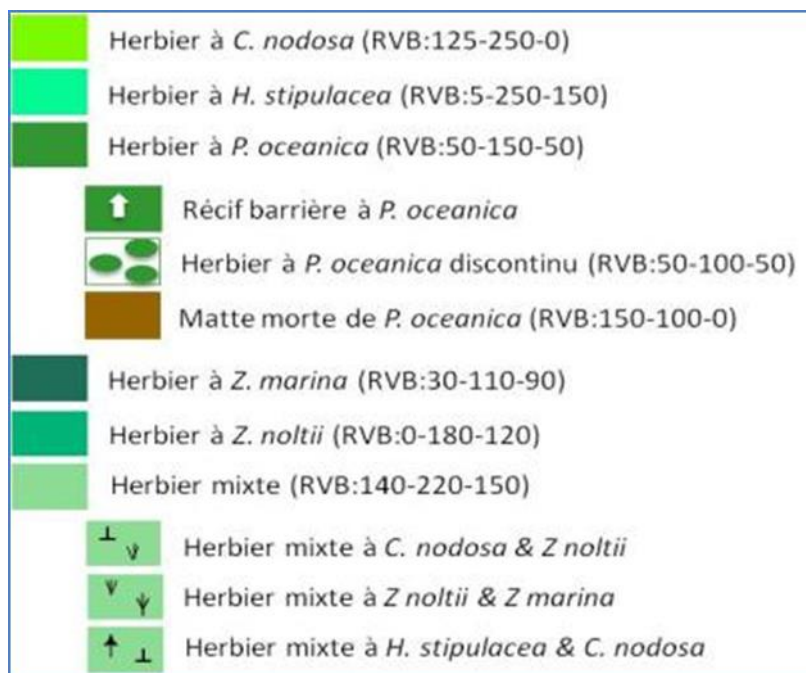 Herbier à C. nodosa (RVB:125-250-0)
Herbier à H. stipulacea (RVB:5-250-150)
Herbier à P. oceanica (RVB:50-150-50)
Récif barrière à P. oceanica
Herbier à P. oceanica discontinu (RVB:50-100-50)
Matte morte de P. oceanica (RVB:150-100-0)
Herbier à Z. marina (RVB:30-110-90)
Herbier à Z. noltii (RVB:0-180-120)
Herbier mixte (RVB:140-220-150)
Herbier mixte à C. nodosa & Z noltii
Herbier mixte à Z noltii & Z marina
Herbier mixte à H. stipulacea & C. nodosa